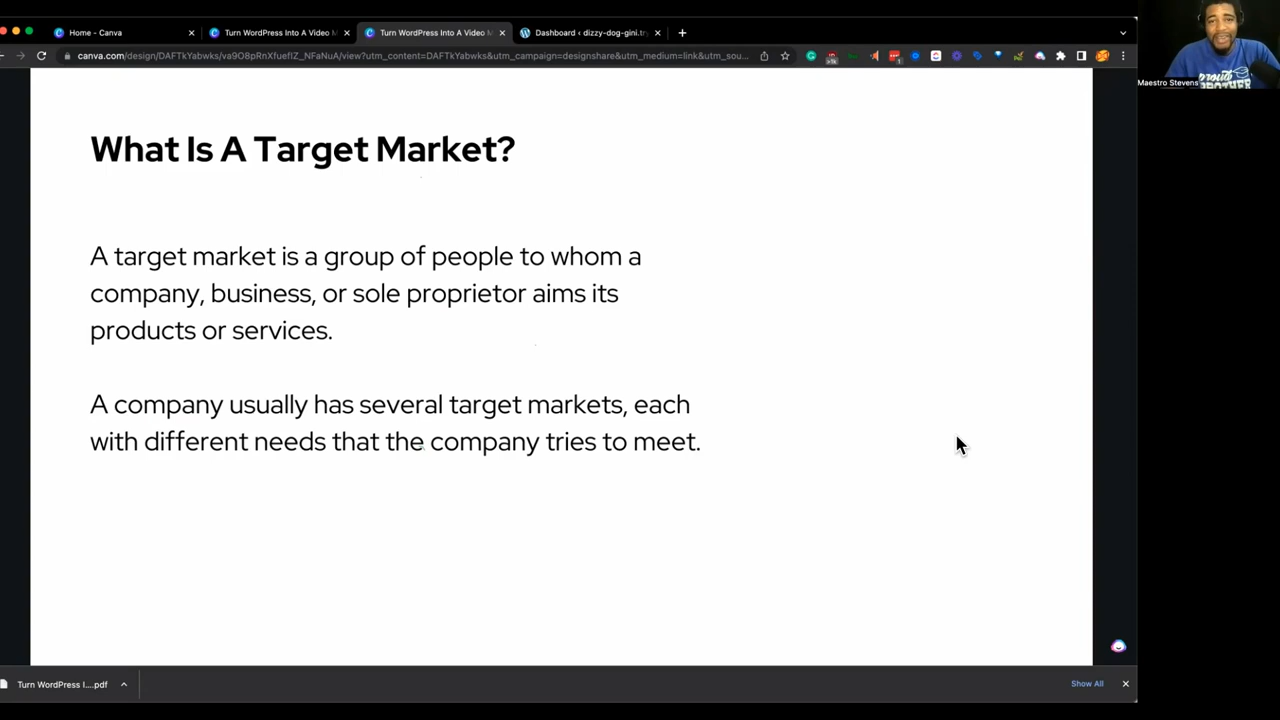 Home - Canva
Turn WordPress Into A Video M
Turn WordPress Into A Video M
Dashboard ‹ dizzy-dog-gini.try
canva.com/design/DAFTkYabwks/va9O8pRnXfuefIZ_NFaNuA/view?utm_content=DAFTkYabwks&utm_campaign=designshare&utm_medium=link&utm_sou...
Maestro Stevens
What Is A Target Market?
A target market is a group of people to whom a
company, business, or sole proprietor aims its
products or services.
A company usually has several target markets, each
with different needs that the company tries to meet.
Turn WordPress I....pdf
Show All